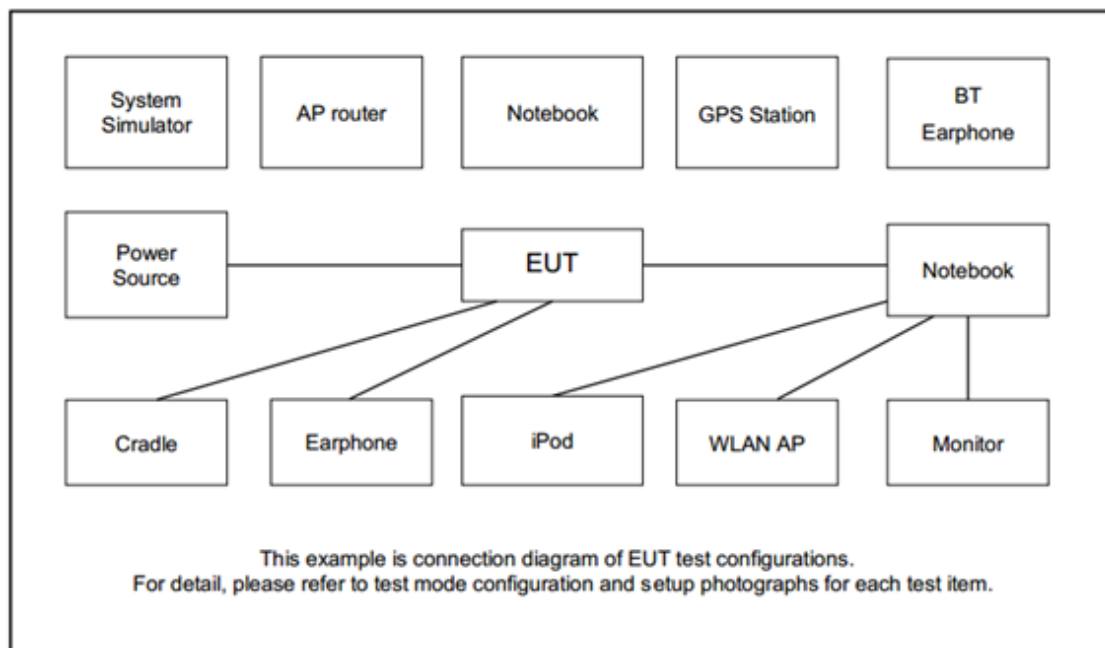 System
Simulator
AP router
Notebook
GPS Station
BT
Earphone
Power
Source
EUT
Notebook
Cradle
Earphone
iPod
WLAN AP
Monitor
This example is connection diagram of EUT test configurations.
For detail, please refer to test mode configuration and setup photographs for each test item.